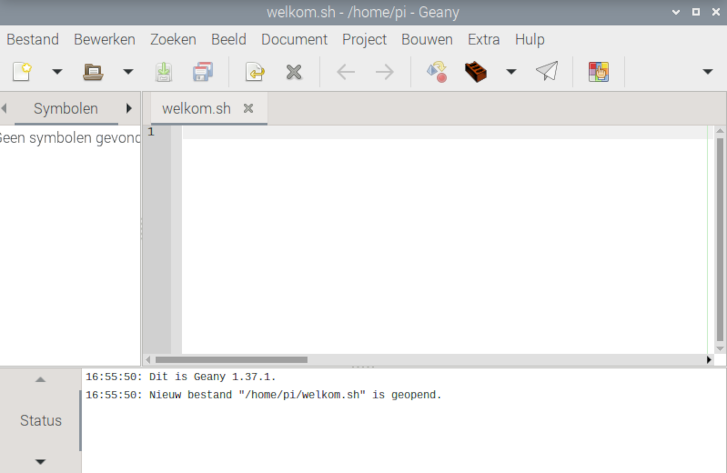 welkom.sh - /home/pi - Geany
Bestand Bewerken Zoeken Beeld Document Project Bouwen Extra Hulp
Symbolen
welkom.sh
Geen symbolen gevond
1
16:55:50: Dit is Geany 1.37.1.
16:55:50: Nieuw bestand "/home/pi/welkom.sh" is geopend.
Status